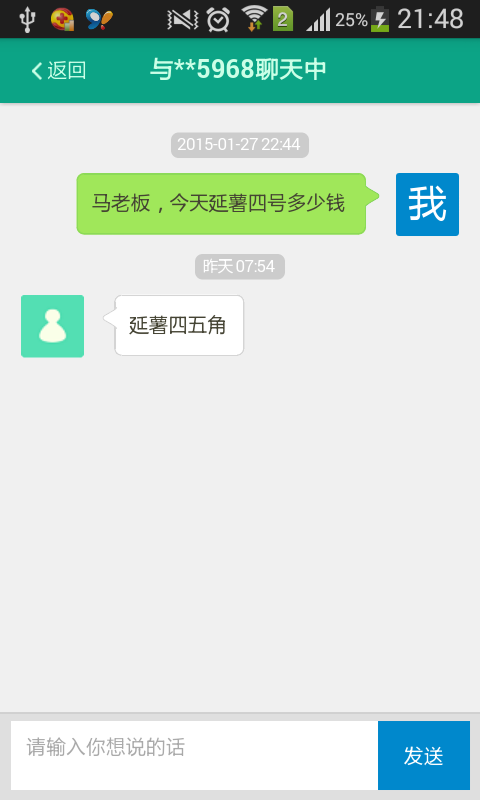 2
25%
21:48
返回
与**5968聊天中
2015-01-27 22:44
马老板，今天延薯四号多少钱
我
昨天 07:54
延薯四五角
请输入你想说的话
发送